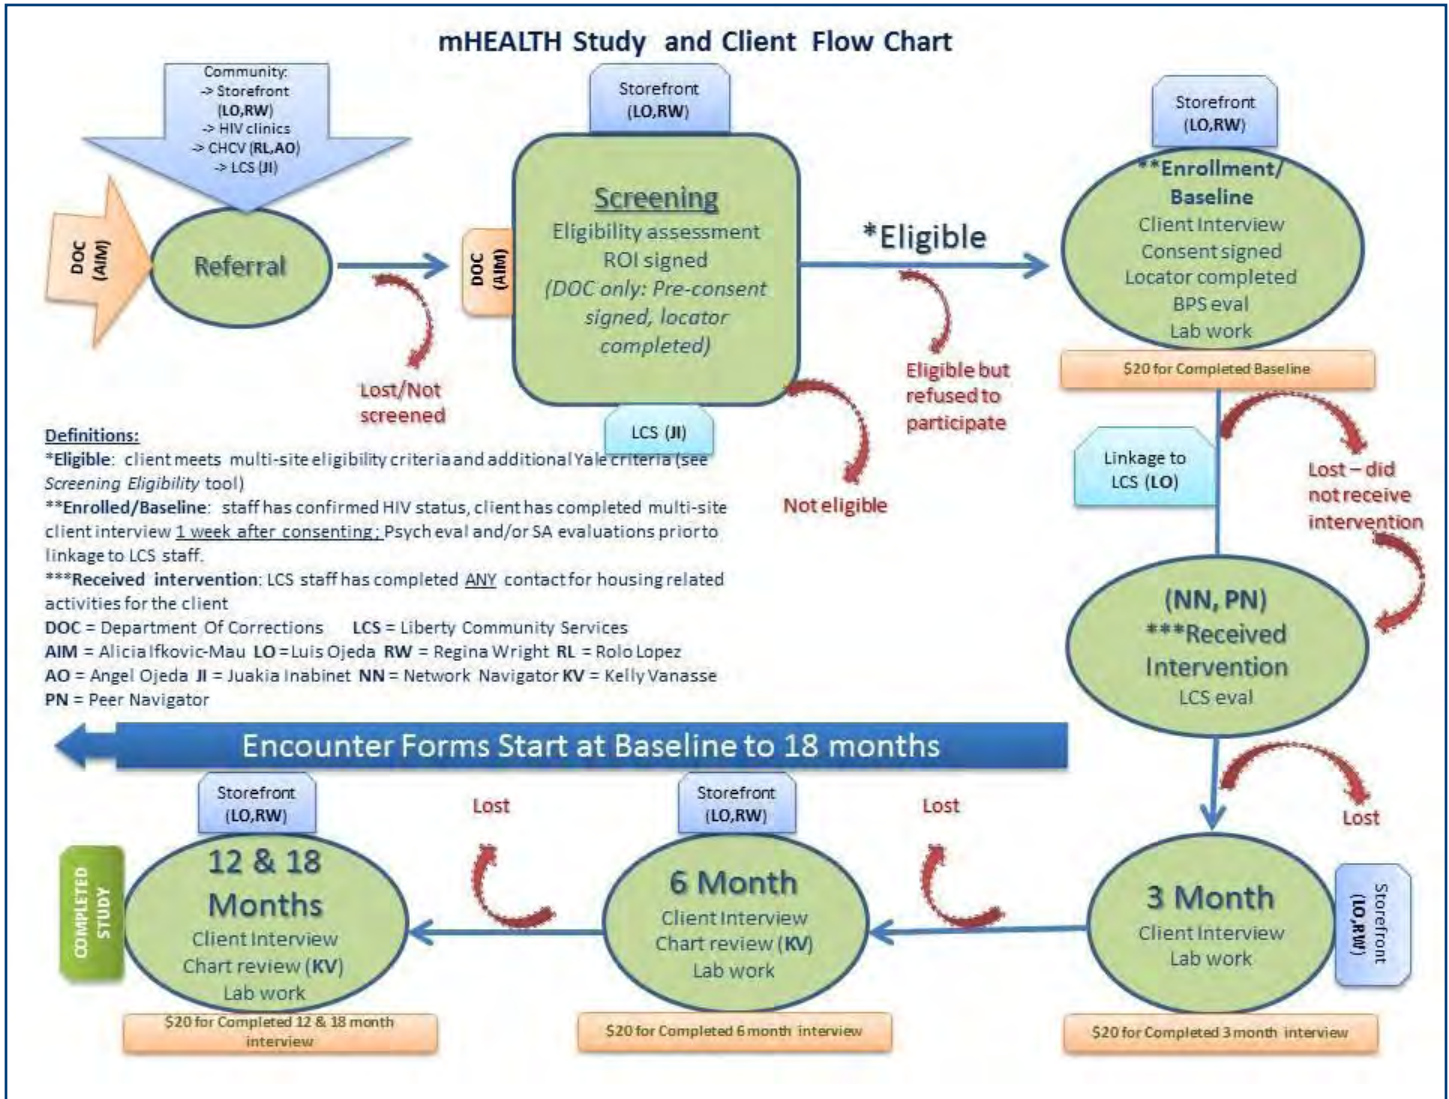 mHEALTH Study and Client Flow Chart
Community:
-> Storefront
(LO,RW)
-> HIV clinics
-> CHCV (RL,AO)
-> LCS (JI)
DOC
(AIM)
Referral
Lost/Not
screened
Storefront
(LO,RW)
DOC
(AIM)
Screening
Eligibility assessment
ROI signed
(DOC only: Pre-consent
signed, locator
completed)
LCS (JI)
Not eligible
*Eligible
Eligible but
refused to
participate
Storefront
(LO,RW)
**Enrollment/
Baseline
Client Interview
Consent signed
Locator completed
BPS eval
Lab work
$20 for Completed Baseline
Linkage to
LCS (LO)
Lost – did
not receive
intervention
Definitions:
*Eligible: client meets multi-site eligibility criteria and additional Yale criteria (see
Screening Eligibility tool)
**Enrolled/Baseline: staff has confirmed HIV status, client has completed multi-site
client interview 1 week after consenting; Psych eval and/or SA evaluations prior to
linkage to LCS staff.
***Received intervention: LCS staff has completed ANY contact for housing related
activities for the client
DOC = Department Of Corrections LCS = Liberty Community Services
AIM = Alicia Ifkovic-Mau LO =Luis Ojeda RW = Regina Wright RL = Rolo Lopez
AO = Angel Ojeda JI = Juakia Inabinet NN = Network Navigator KV = Kelly Vanasse
PN = Peer Navigator
(NN, PN)
***Received
Intervention
LCS eval
Encounter Forms Start at Baseline to 18 months
Lost
Storefront
(LO,RW)
3 Month
Client Interview
Lab work
$20 for Completed 3 month interview
Lost
Storefront
(LO,RW)
6 Month
Client Interview
Chart review (KV)
Lab work
$20 for Completed 6 month interview
Lost
Storefront
(LO,RW)
12 & 18
Months
Client Interview
Chart review (KV)
Lab work
$20 for Completed 12 & 18 month
interview
COMPLETED
STUDY